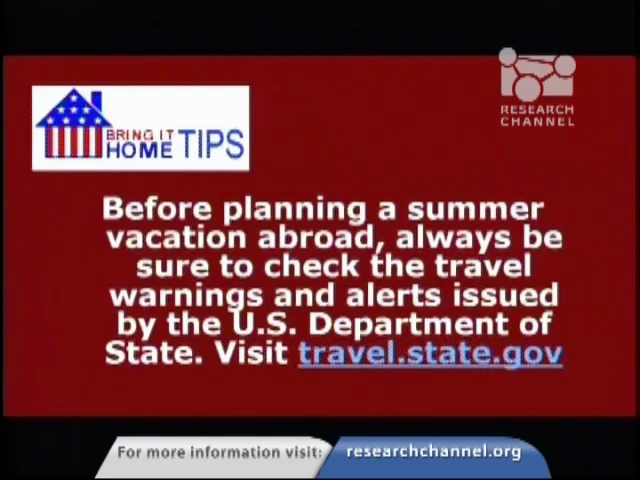 RESEARCH
CHANNEL
BRING IT
HOME TIPS
Before planning a summer
vacation abroad, always be
sure to check the travel
warnings and alerts issued
by the U.S. Department of
State. Visit travel.state.gov
For more information visit: researchchannel.org